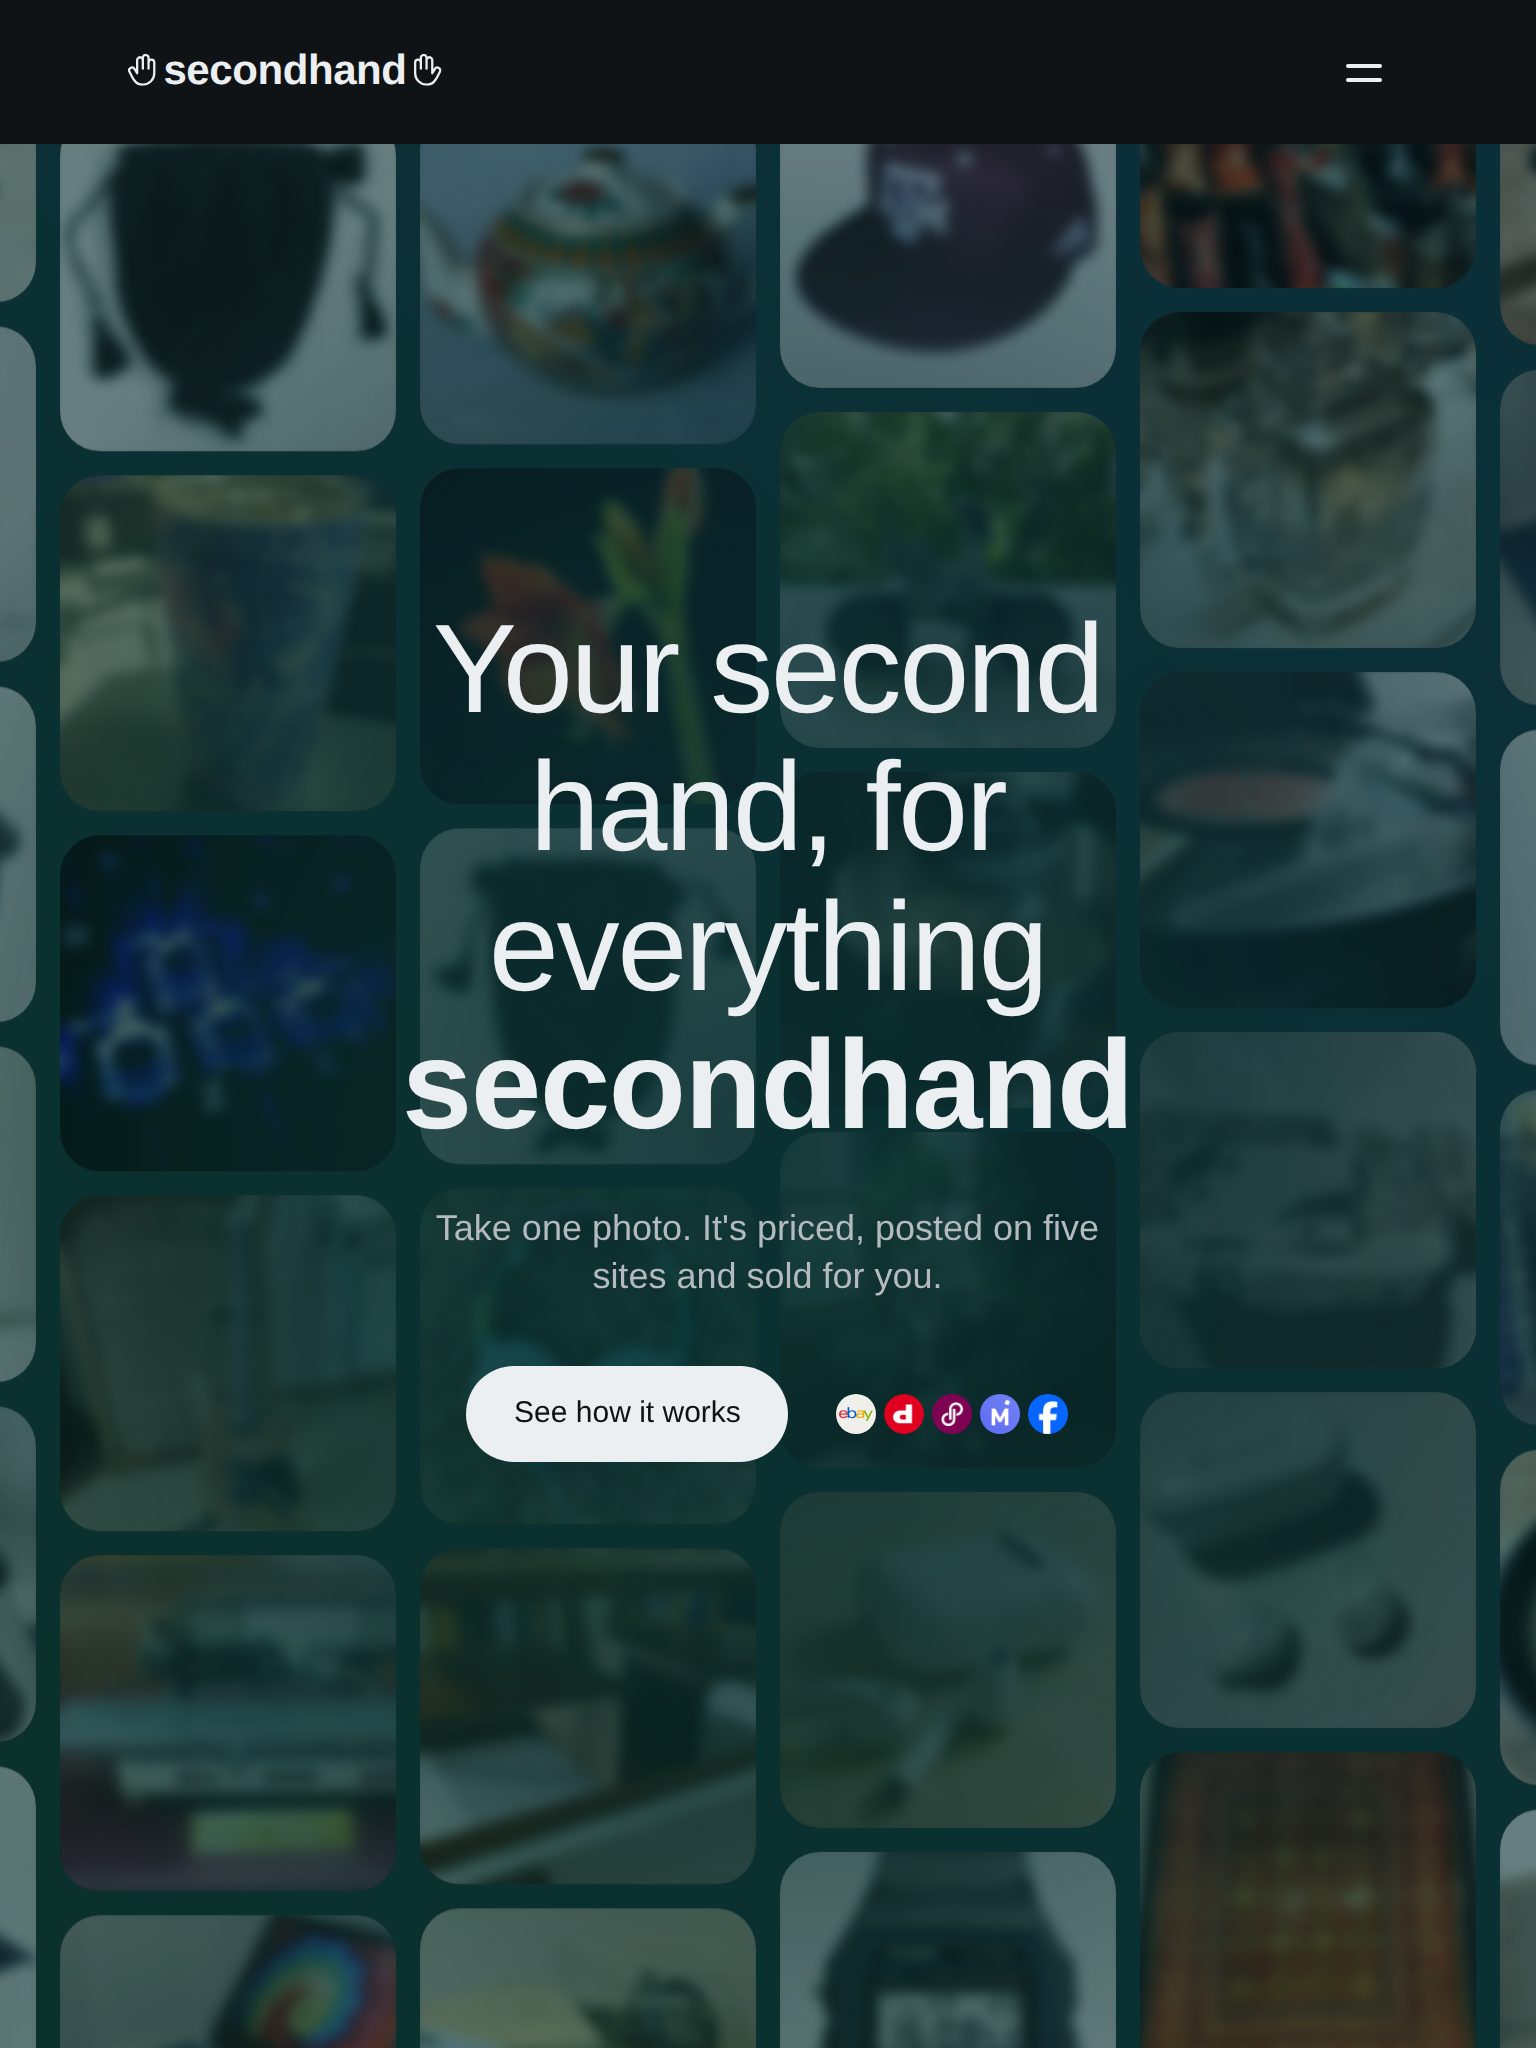 secondhand
Your second
hand, for
everything
secondhand
Take one photo. It's priced, posted on five
sites and sold for you.
See how it works
ebay